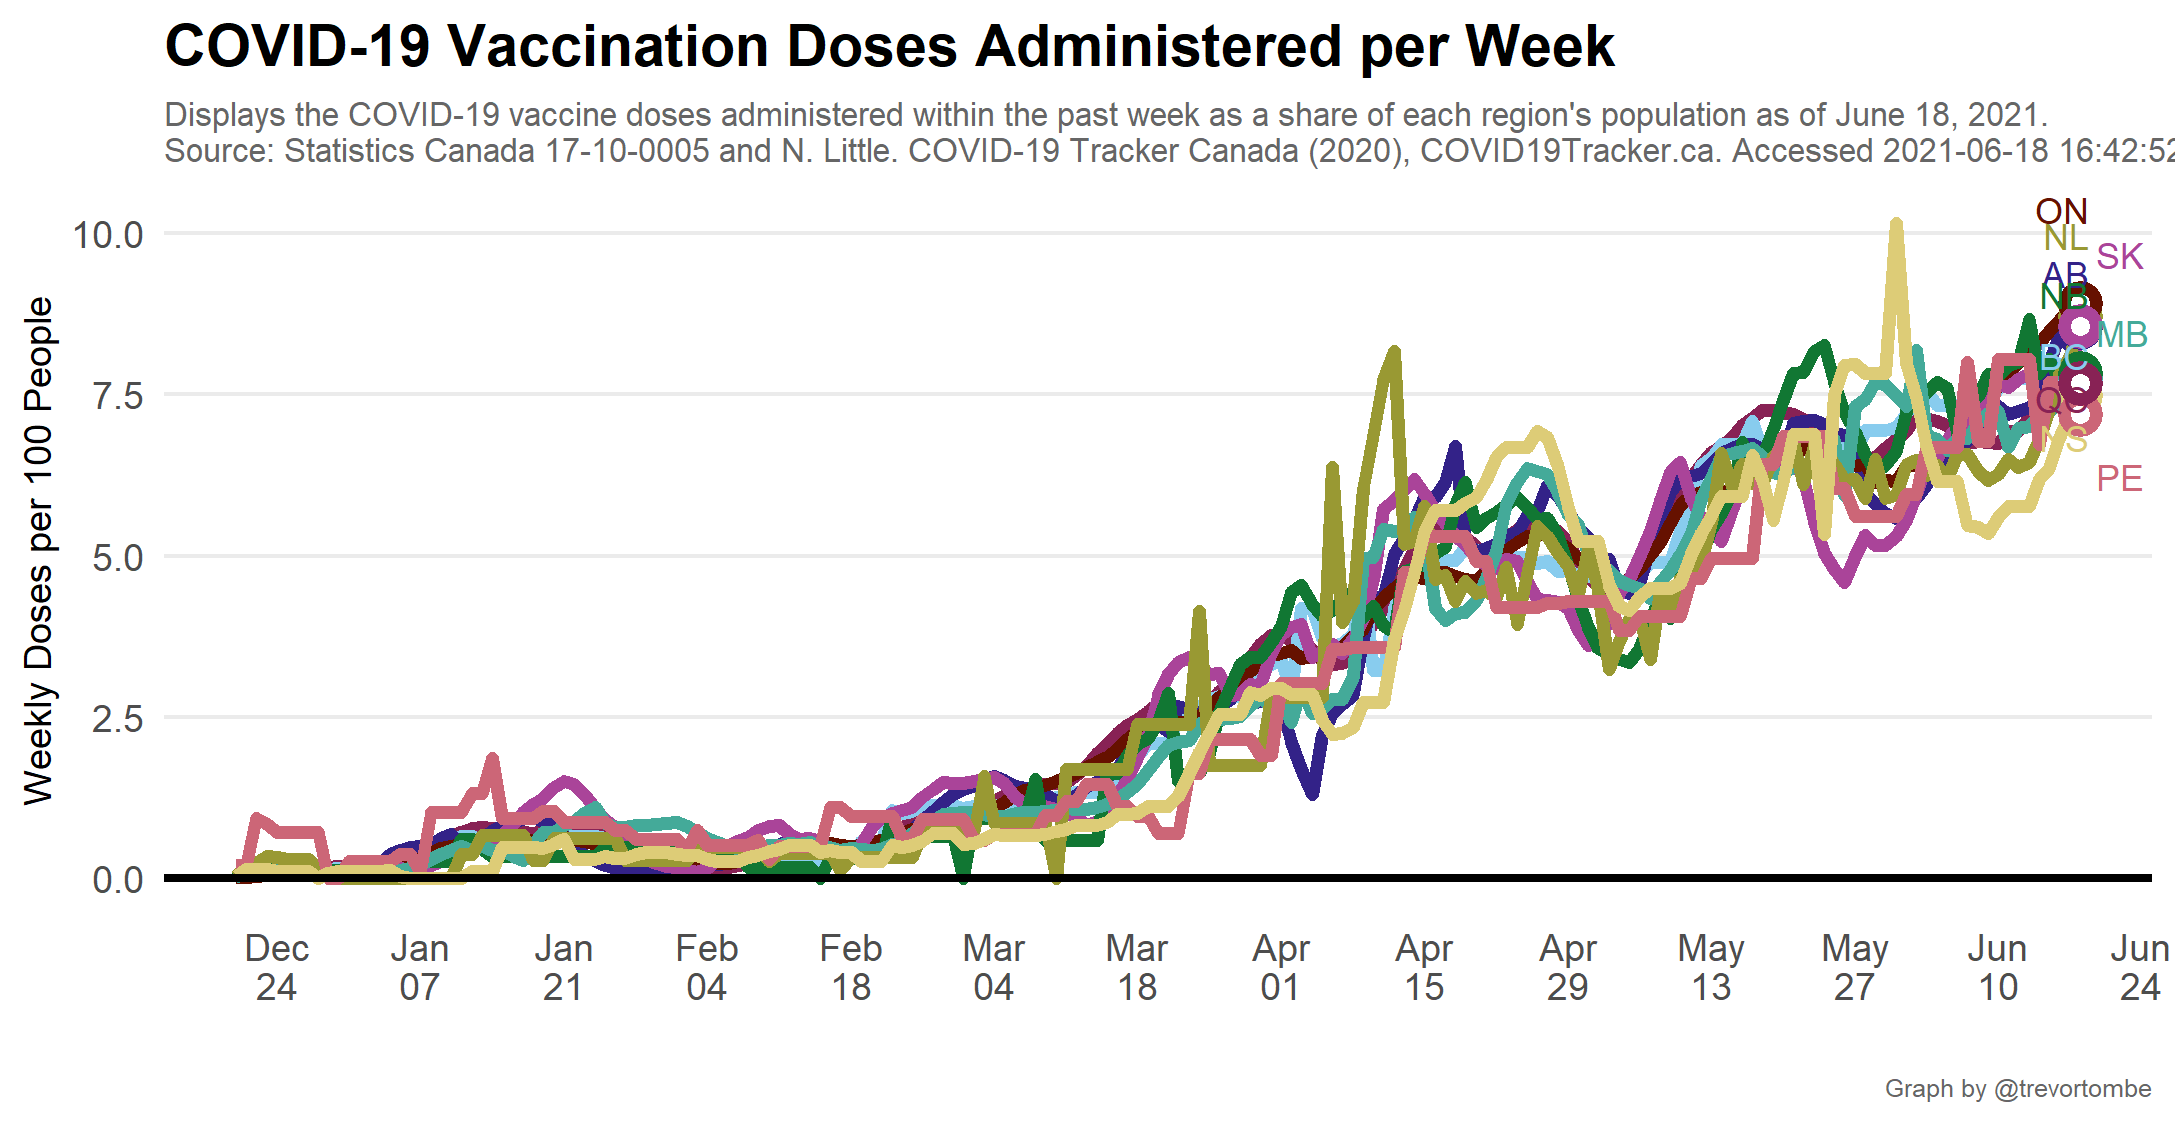 COVID-19 Vaccination Doses Administered per Week
Displays the COVID-19 vaccine doses administered within the past week as a share of each region's population as of June 18, 2021.
Source: Statistics Canada 17-10-0005 and N. Little. COVID-19 Tracker Canada (2020), COVID19Tracker.ca. Accessed 2021-06-18 16:42:52
Weekly Doses per 100 People
10.0
7.5
5.0
2.5
0.0
ON
NL
SK
AB
NB
MB
BC
QC
NS
PE
Dec 24
Jan 07
Jan 21
Feb 04
Feb 18
Mar 04
Mar 18
Apr 01
Apr 15
Apr 29
May 13
May 27
Jun 10
Jun 24
Graph by @trevortombe